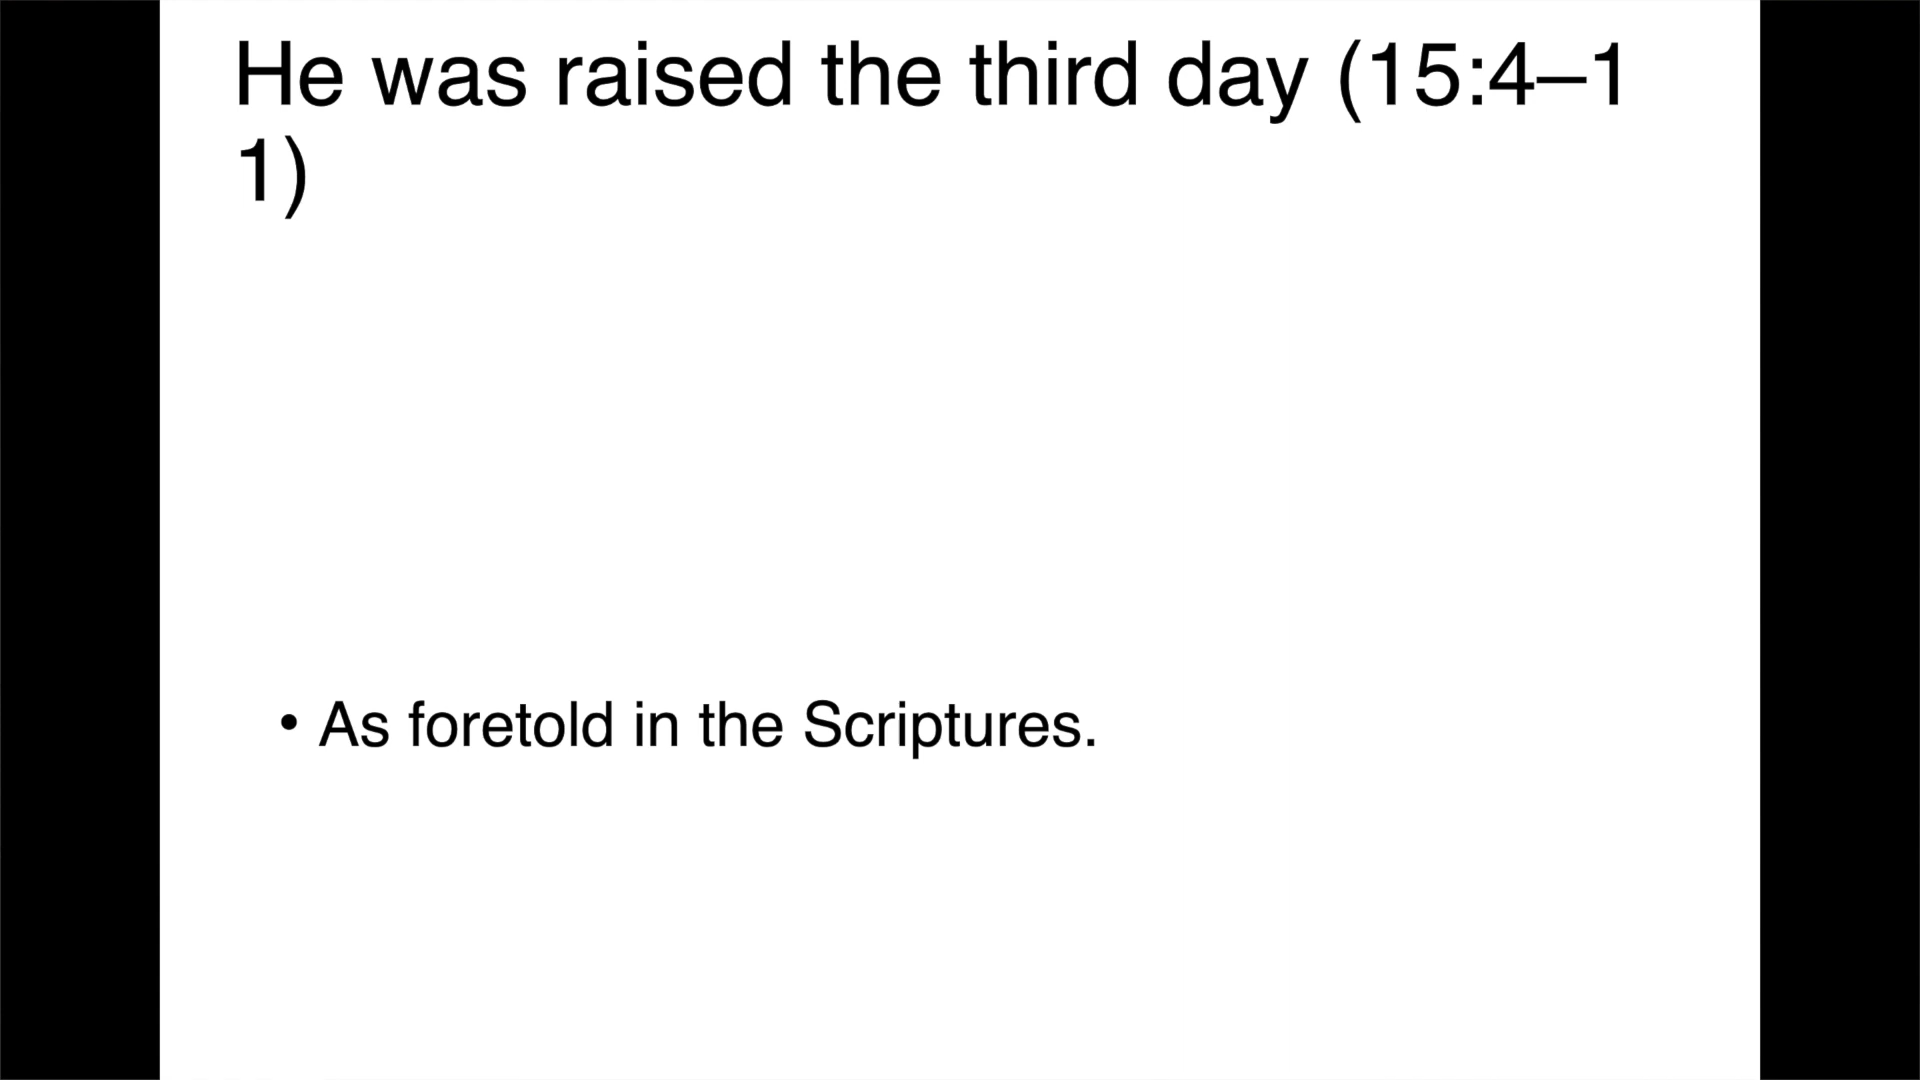 He was raised the third day (15:4–1
1)
• As foretold in the Scriptures.